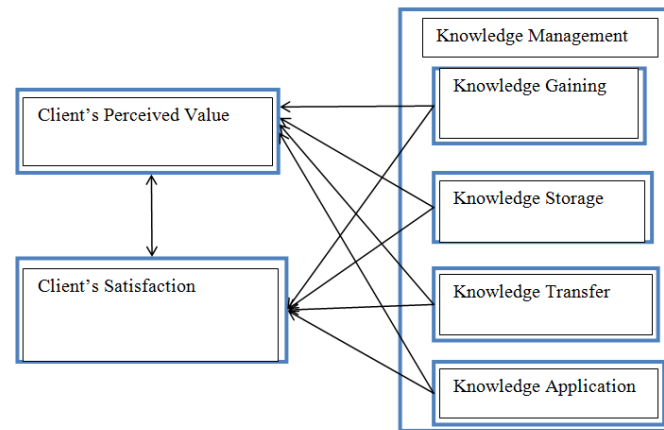 Knowledge Management
Knowledge Gaining
Client's Perceived Value
Knowledge Storage
Client's Satisfaction
Knowledge Transfer
Knowledge Application